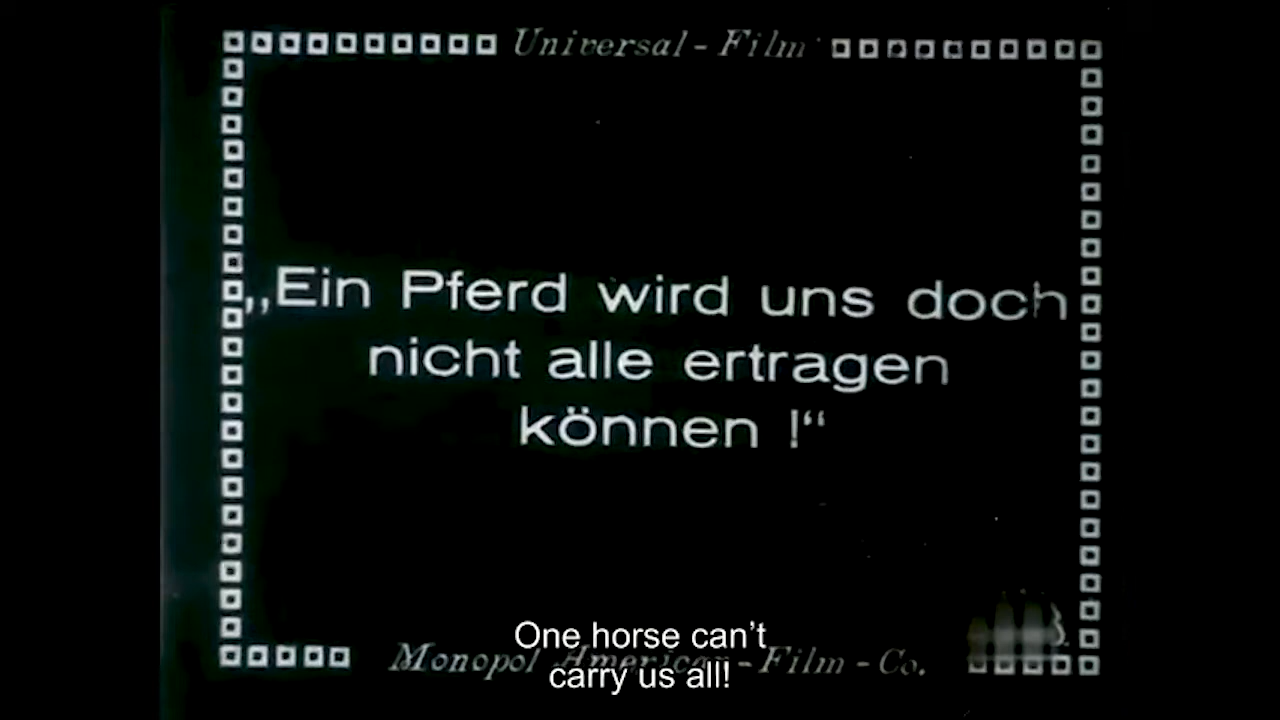 Universal-Film
„Ein Pferd wird uns doch
nicht alle ertragen
können !“
Monopol American-Film-Co.
One horse can’t
carry us all!